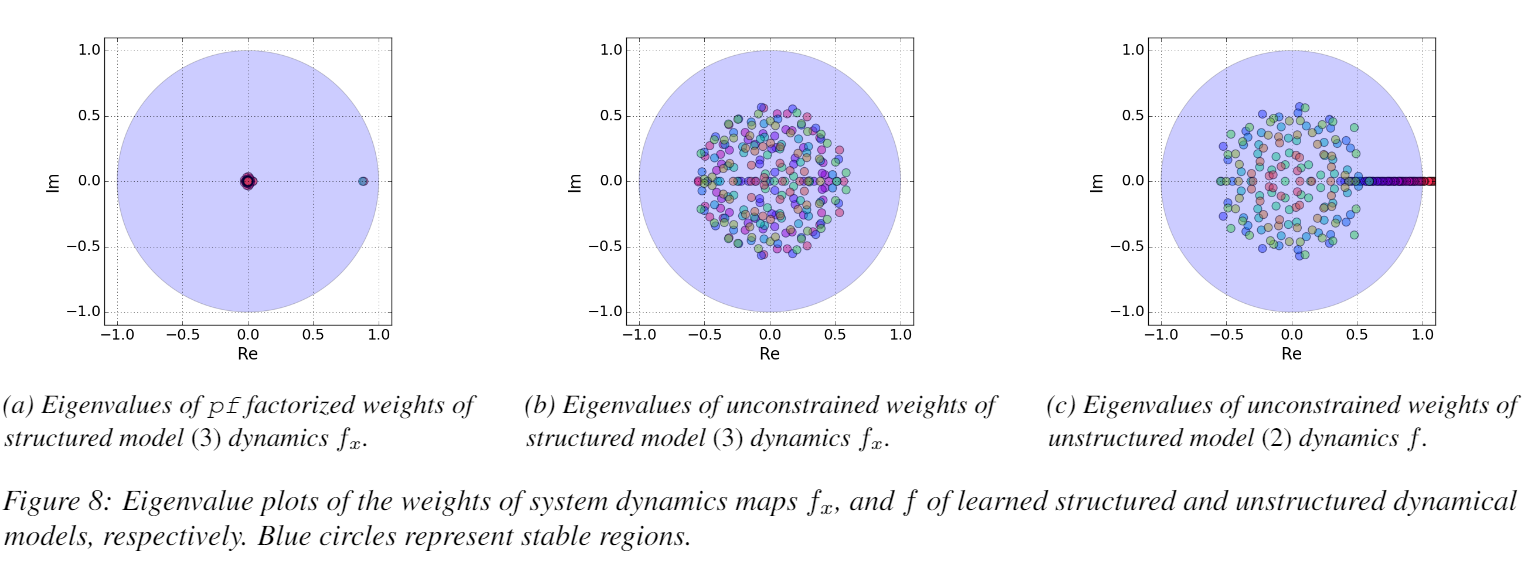 1.0
0.5
0.0
−0.5
−1.0
Im
−1.0 −0.5 0.0 0.5 1.0
Re
(a) Eigenvalues of pf factorized weights of
structured model (3) dynamics fx.
1.0
0.5
0.0
−0.5
−1.0
Im
−1.0 −0.5 0.0 0.5 1.0
Re
(b) Eigenvalues of unconstrained weights of
structured model (3) dynamics fx.
1.0
0.5
0.0
−0.5
−1.0
Im
−1.0 −0.5 0.0 0.5 1.0
Re
(c) Eigenvalues of unconstrained weights of
unstructured model (2) dynamics f.
Figure 8: Eigenvalue plots of the weights of system dynamics maps fx, and f of learned structured and unstructured dynamical
models, respectively. Blue circles represent stable regions.